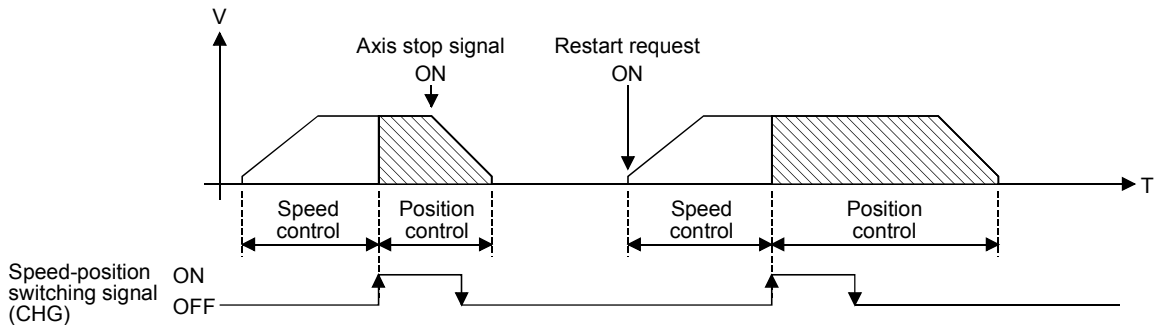 V
Axis stop signal
ON
Restart request
ON
T
Speed
control
Position
control
Speed
control
Position
control
Speed-position
switching signal
(CHG)
ON
OFF